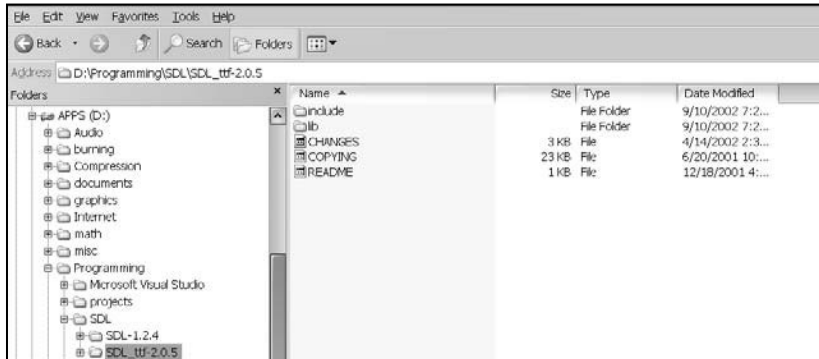 File Edit View Favorites Tools Help
Back Search Folders
Address D:\Programming\SDL\SDL_ttf-2.0.5
Folders × Name Size Type Date Modified
APPS (D:)
Audio
burning
Compression
documents
graphics
Internet
math
misc
Programming
Microsoft Visual Studio
projects
SDL
SDL-1.2.4
SDL_ttf-2.0.5
include File Folder 9/10/2002 7:2...
lib File Folder 9/10/2002 7:2...
CHANGES 3 KB File 4/14/2002 2:3...
COPYING 23 KB File 6/20/2001 10:...
README 1 KB File 12/18/2001 4:...